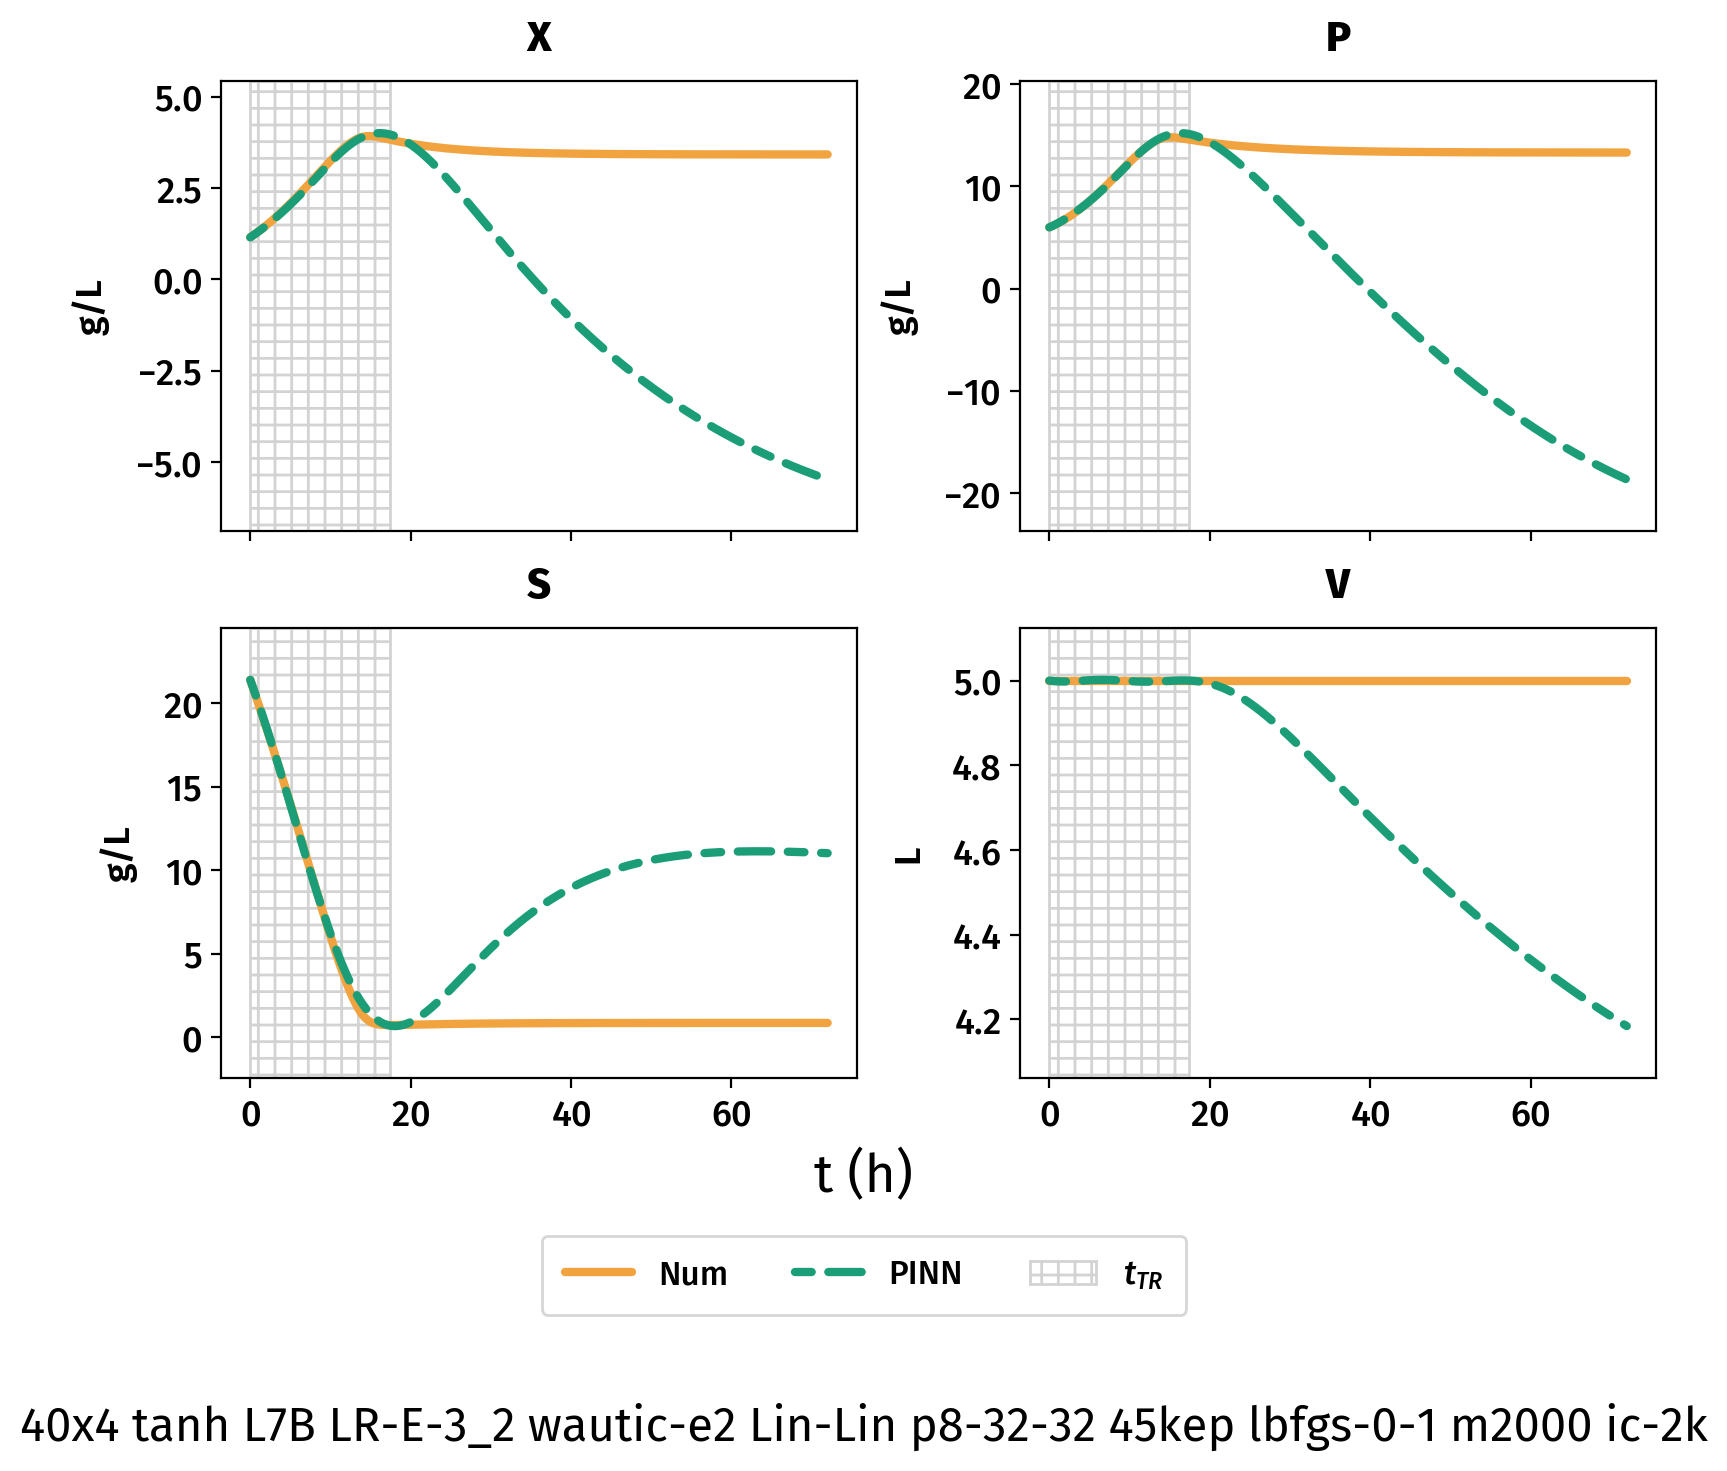 X
5.0
2.5
0.0
−2.5
−5.0
g/L
P
20
10
0
−10
−20
g/L
S
20
15
10
5
0
g/L
0 20 40 60
V
5.0
4.8
4.6
4.4
4.2
L
0 20 40 60
t (h)
Num PINN tTR
40x4 tanh L7B LR-E-3_2 wautic-e2 Lin-Lin p8-32-32 45kep lbfgs-0-1 m2000 ic-2k